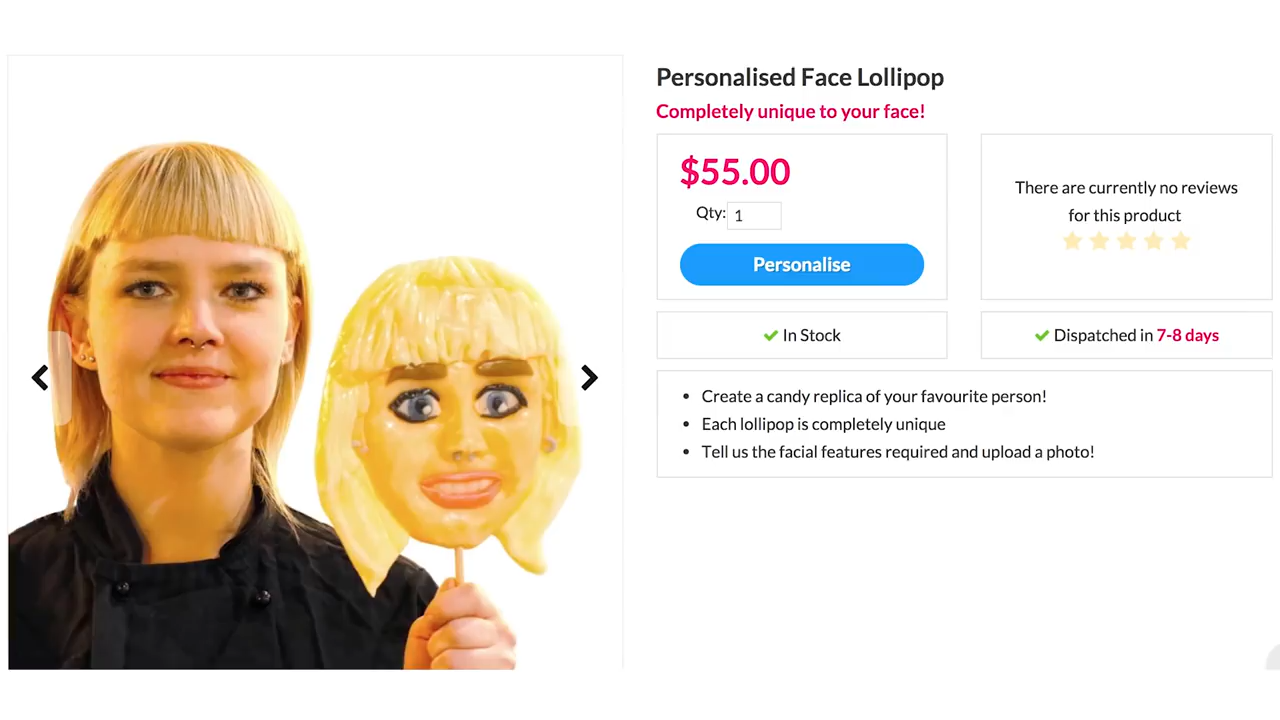 Personalised Face Lollipop
Completely unique to your face!
$55.00
Qty: 1
Personalise
There are currently no reviews
for this product
In Stock
Dispatched in 7-8 days
Create a candy replica of your favourite person!
Each lollipop is completely unique
Tell us the facial features required and upload a photo!